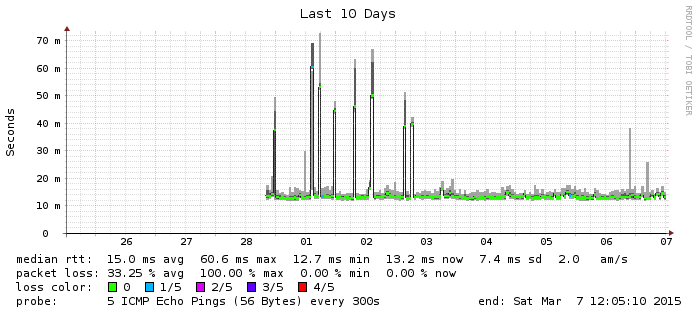 Last 10 Days
RRDTOOL / TOBI OETIKER
Seconds
70 m
60 m
50 m
40 m
30 m
20 m
10 m
0
26 27 28 01 02 03 04 05 06 07
median rtt: 15.0 ms avg 60.6 ms max 12.7 ms min 13.2 ms now 7.4 ms sd 2.0 am/s
packet loss: 33.25 % avg 100.00 % max 0.00 % min 0.00 % now
loss color: 0 1/5 2/5 3/5 4/5
probe: 5 ICMP Echo Pings (56 Bytes) every 300s end: Sat Mar 7 12:05:10 2015